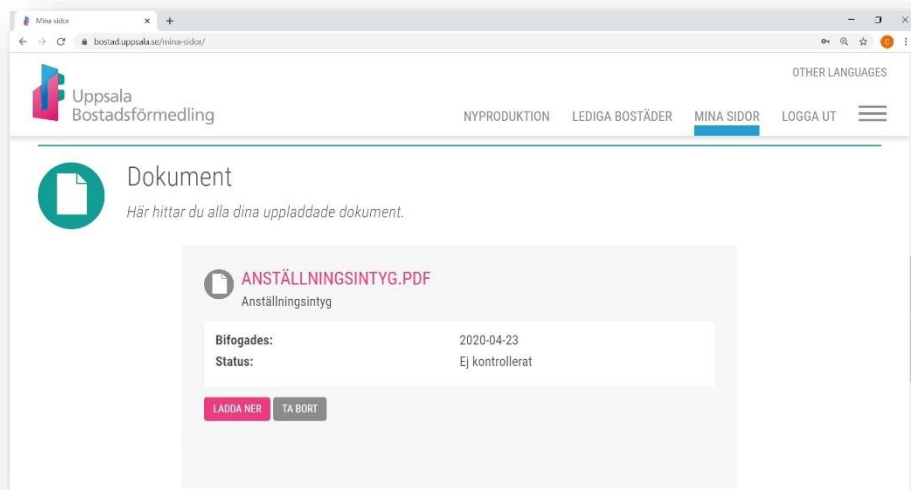 Mina sidor
bostad.uppsala.se/mina-sidor/
C
OTHER LANGUAGES
Uppsala
Bostadsförmedling
NYPRODUKTION LEDIGA BOSTÄDER MINA SIDOR LOGGA UT
Dokument
Här hittar du alla dina uppladdade dokument.
ANSTÄLLNINGSINTYG.PDF
Anställningsintyg
Bifogades: 2020-04-23
Status: Ej kontrollerat
LADDA NER TA BORT